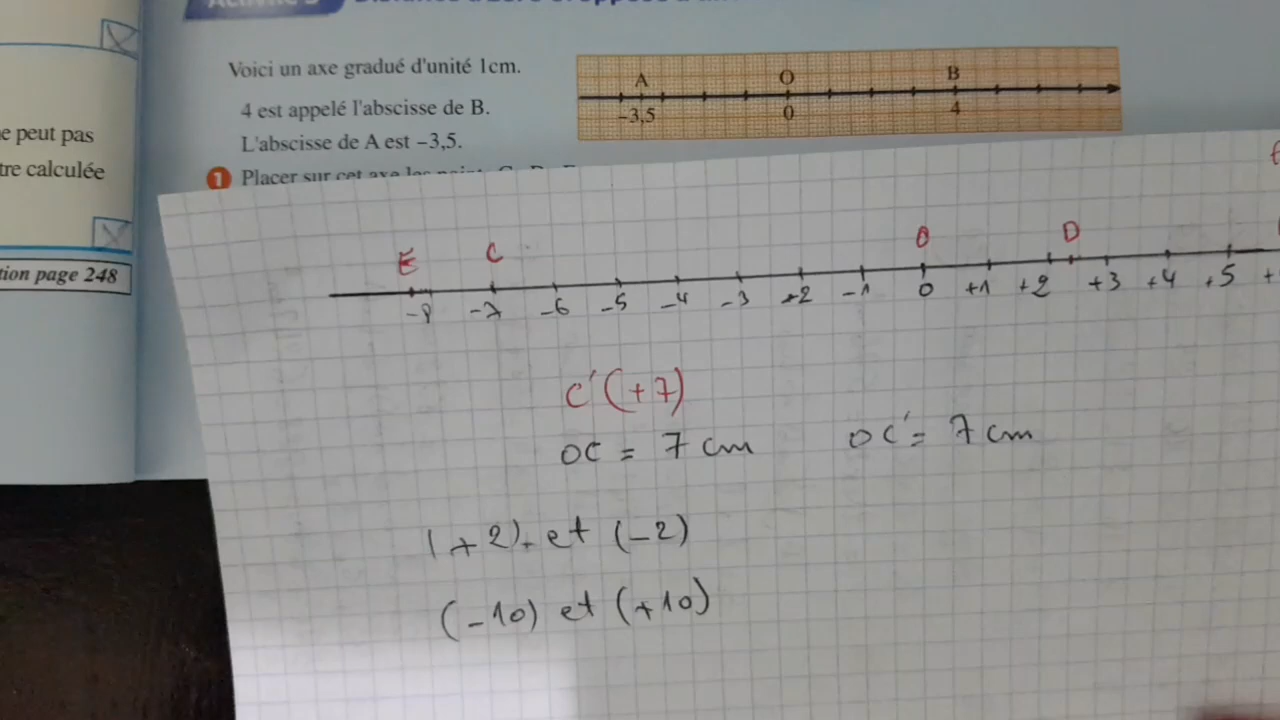 Voici un axe gradué d'unité 1cm.
4 est appelé l'abscisse de B.
L'abscisse de A est −3,5.
1 Placer sur cet axe les
A O B
−3,5 0 4
e peut pas
tre calculée
tion page 248
E C O D
-8 -7 -6 -5 -4 -3 +2 -1 0 +1 +2 +3 +4 +5 +
C'(+7)
OC = 7 cm OC' = 7 cm
(+2). et (-2)
(-10) et (+10)